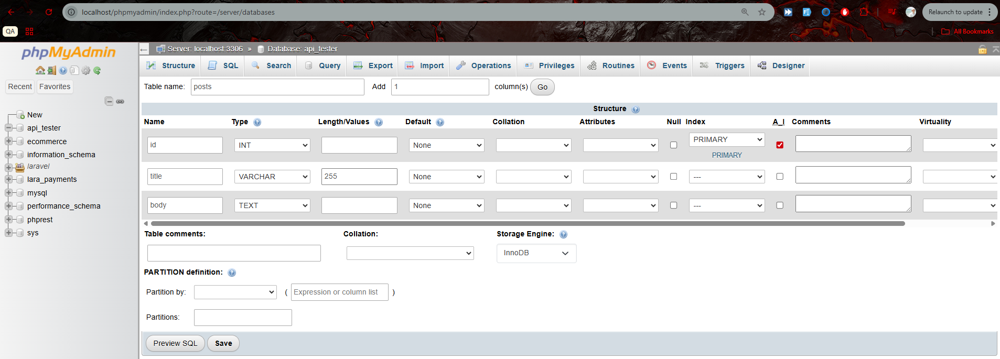 localhost/phpmyadmin/index.php?route=/server/databases
Relaunch to update
QA
All Bookmarks
phpMyAdmin
Recent Favorites
New
api_tester
ecommerce
information_schema
laravel
lara_payments
mysql
performance_schema
phprest
sys
Server: localhost:3306 » Database: api_tester
Structure SQL Search Query Export Import Operations Privileges Routines Events Triggers Designer
Table name: posts Add 1 column(s) Go
Structure
Name Type Length/Values Default Collation Attributes Null Index A_I Comments Virtuality
id INT None PRIMARY
PRIMARY
title VARCHAR 255 None ---
body TEXT None ---
Table comments: Collation: Storage Engine:
InnoDB
PARTITION definition:
Partition by: ( Expression or column list )
Partitions:
Preview SQL Save